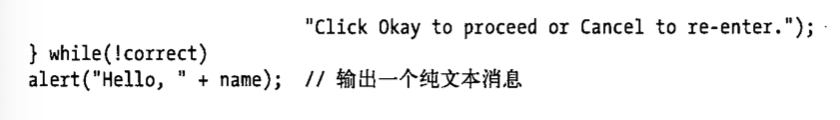 "Click Okay to proceed or Cancel to re-enter.");
} while(!correct)
alert("Hello, " + name);  // 输出一个纯文本消息